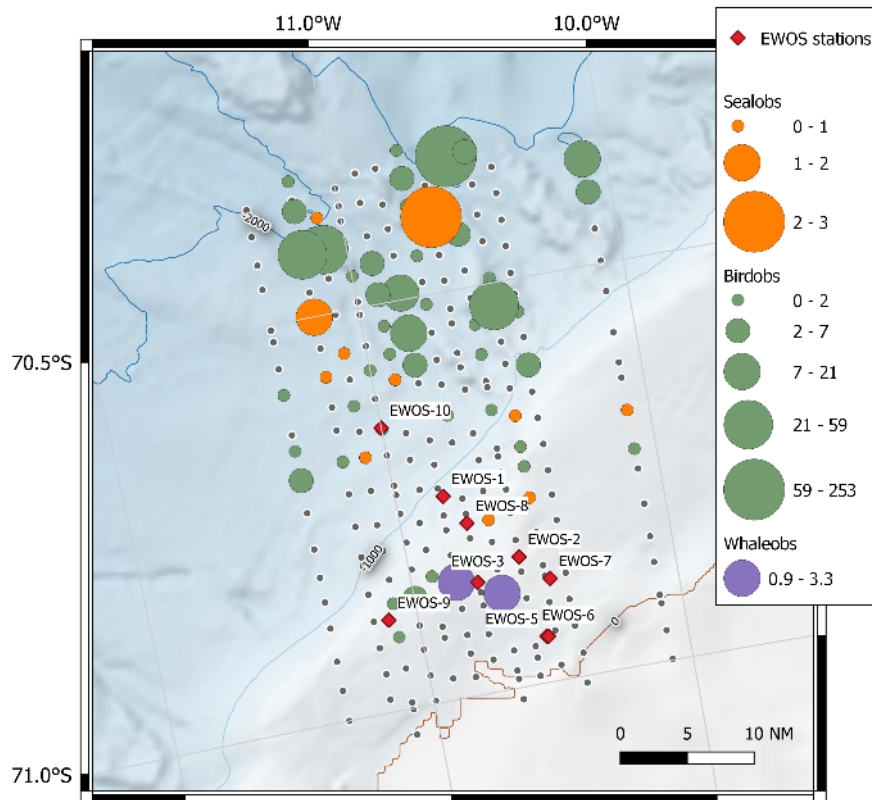 11.0°W
10.0°W
EWOS stations
Sealobs
0 - 1
1 - 2
2 - 3
-2000
70.5°S
Birdobs
0 - 2
2 - 7
7 - 21
21 - 59
59 - 253
EWOS-10
EWOS-1
EWOS-8
EWOS-2
-1000
EWOS-3
EWOS-7
Whaleobs
0.9 - 3.3
EWOS-9
EWOS-5
EWOS-6
0
0
5
10 NM
71.0°S